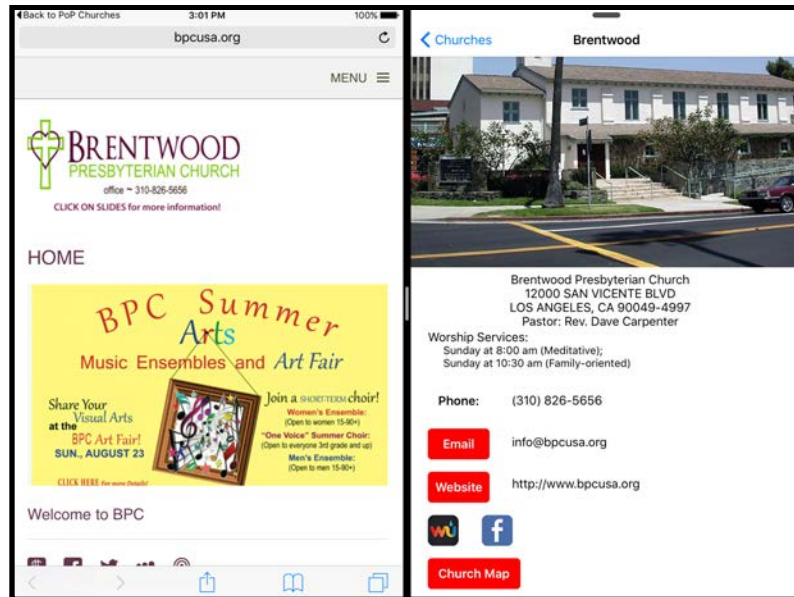 Back to PoP Churches
3:01 PM
100%
bpcusa.org
MENU
BRENTWOOD
PRESBYTERIAN CHURCH
office ~ 310-826-5656
CLICK ON SLIDES for more information!
HOME
BPC Summer
Arts
Music Ensembles and Art Fair
Share Your
Visual Arts
at the
BPC Art Fair!
SUN., AUGUST 23
CLICK HERE For more Details!
Join a SHORT-TERM choir!
Women's Ensemble:
(Open to women 15-90+)
"One Voice" Summer Choir:
(Open to everyone 3rd grade and up)
Men's Ensemble:
(Open to men 15-90+)
Welcome to BPC
Churches
Brentwood
Brentwood Presbyterian Church
12000 SAN VICENTE BLVD
LOS ANGELES, CA 90049-4997
Pastor: Rev. Dave Carpenter
Worship Services:
Sunday at 8:00 am (Meditative);
Sunday at 10:30 am (Family-oriented)
Phone: (310) 826-5656
Email info@bpcusa.org
Website http://www.bpcusa.org
wu f
Church Map